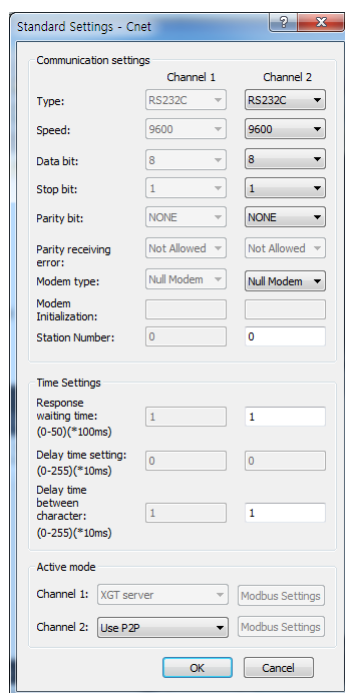 Standard Settings - Cnet
?
X
Communication settings
Channel 1 Channel 2
Type: RS232C RS232C
Speed: 9600 9600
Data bit: 8 8
Stop bit: 1 1
Parity bit: NONE NONE
Parity receiving
error: Not Allowed Not Allowed
Modem type: Null Modem Null Modem
Modem
Initialization:
Station Number: 0 0
Time Settings
Response
waiting time: 1 1
(0-50)(*100ms)
Delay time setting: 0 0
(0-255)(*10ms)
Delay time
between
character: 1 1
(0-255)(*10ms)
Active mode
Channel 1: XGT server Modbus Settings
Channel 2: Use P2P Modbus Settings
OK Cancel